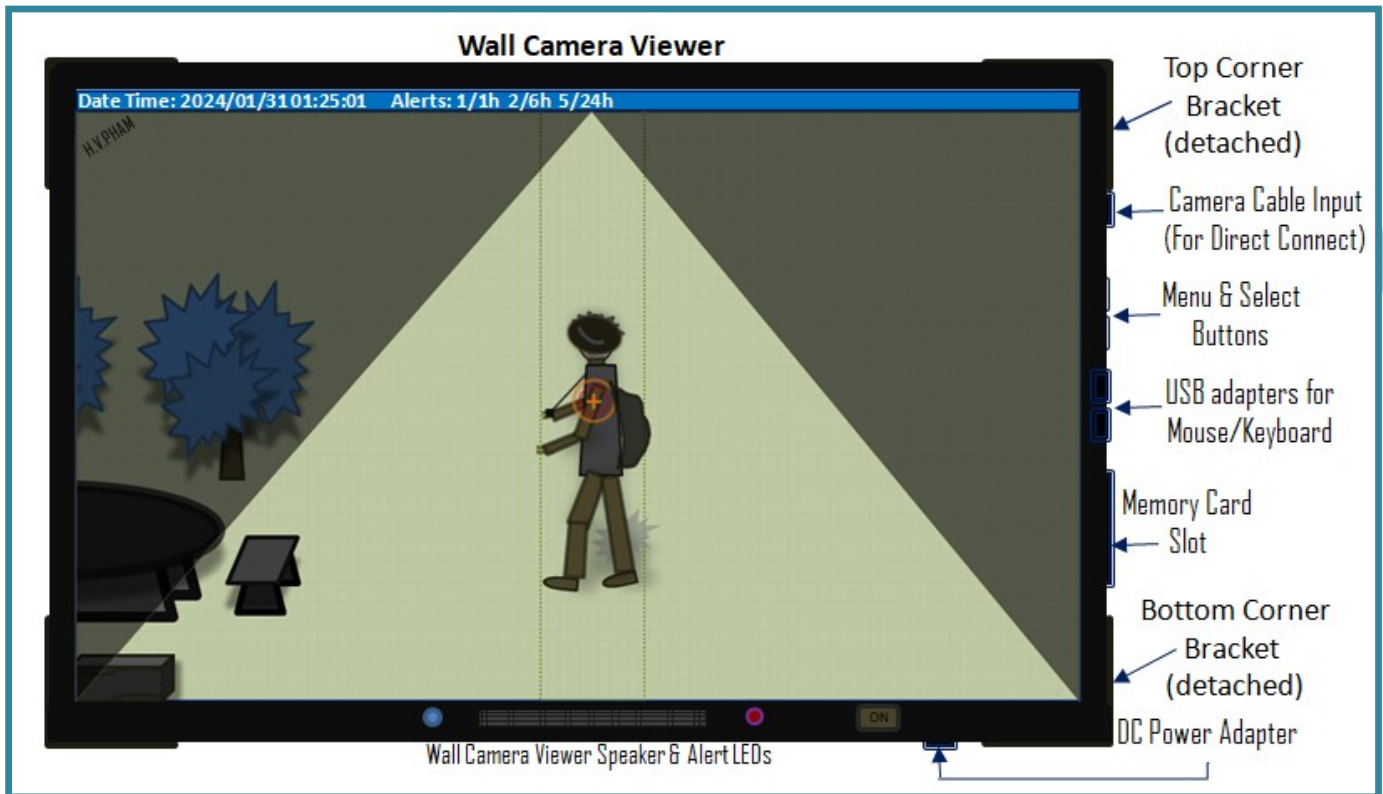 Wall Camera Viewer
Date Time: 2024/01/31 01:25:01 Alerts: 1/1h 2/6h 5/24h
H.V.PHAM
Top Corner
Bracket
(detached)
Camera Cable Input
(For Direct Connect)
Menu & Select
Buttons
USB adapters for
Mouse/Keyboard
Memory Card
Slot
Bottom Corner
Bracket
(detached)
ON
DC Power Adapter
Wall Camera Viewer Speaker & Alert LEDs